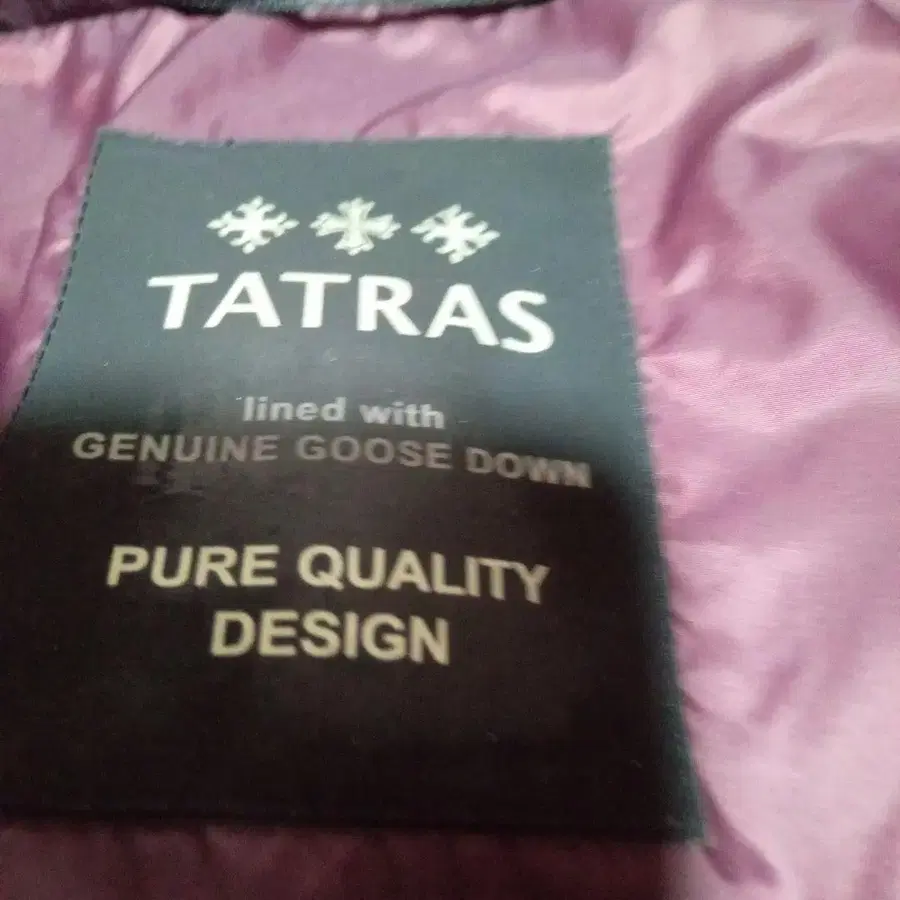 TATRAS
lined with
GENUINE GOOSE DOWN
PURE QUALITY
DESIGN